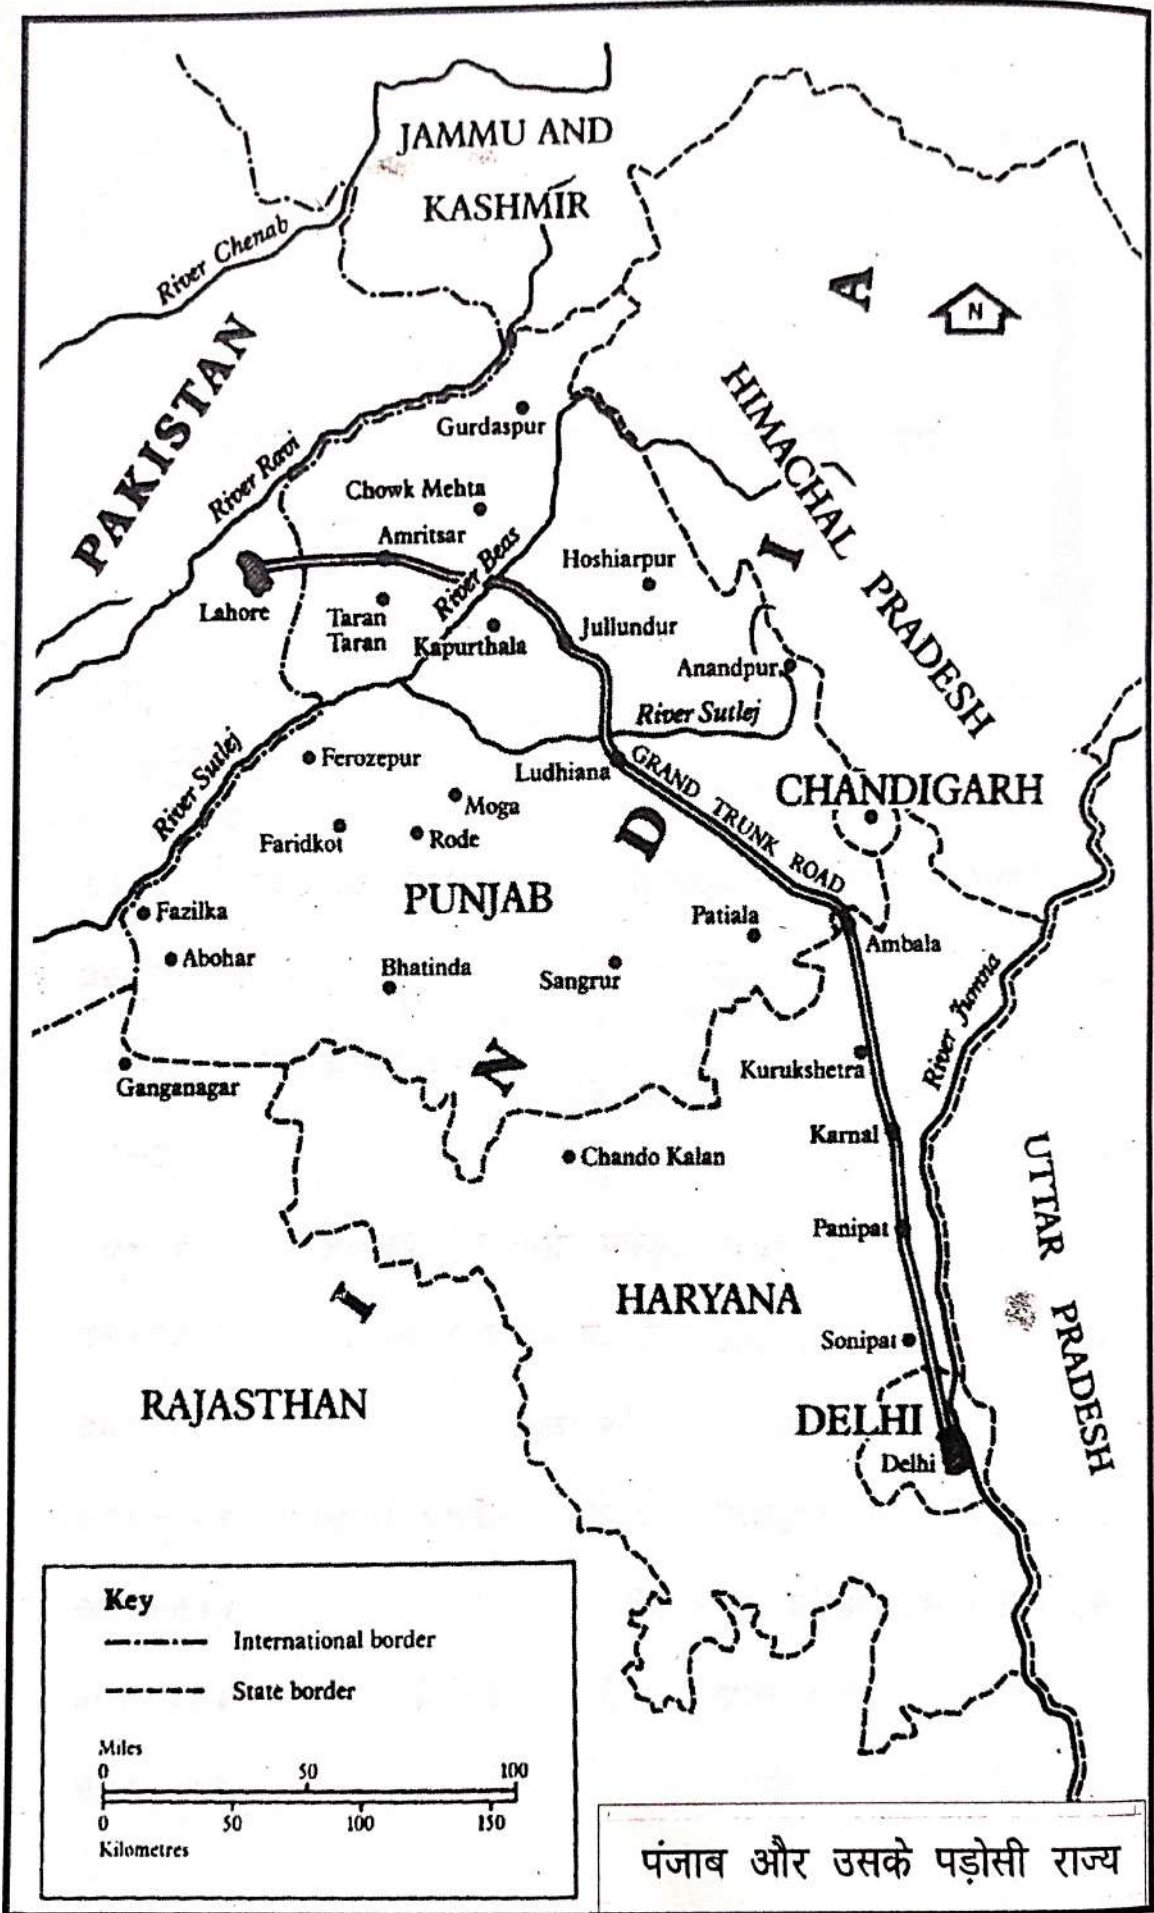 JAMMU AND
KASHMIR
River Chenab
A
N
PAKISTAN
HIMACHAL PRADESH
Gurdaspur
River Ravi
Chowk Mehta
Amritsar
River Beas
Hoshiarpur
I
Lahore
Taran
Taran
Kapurthala
Jullundur
Anandpur
River Sutlej
River Sutlej
Ferozepur
Ludhiana
GRAND TRUNK ROAD
CHANDIGARH
Moga
Faridkot
Rode
D
PUNJAB
Fazilka
Patiala
Ambala
Abohar
Bhatinda
Sangrur
River Jumna
N
Kurukshetra
Ganganagar
Karnal
Chando Kalan
UTTAR PRADESH
Panipat
I
HARYANA
Sonipat
RAJASTHAN
DELHI
Delhi
Key
International border
State border
Miles
0 50 100
0 50 100 150
Kilometres
पंजाब और उसके पड़ोसी राज्य